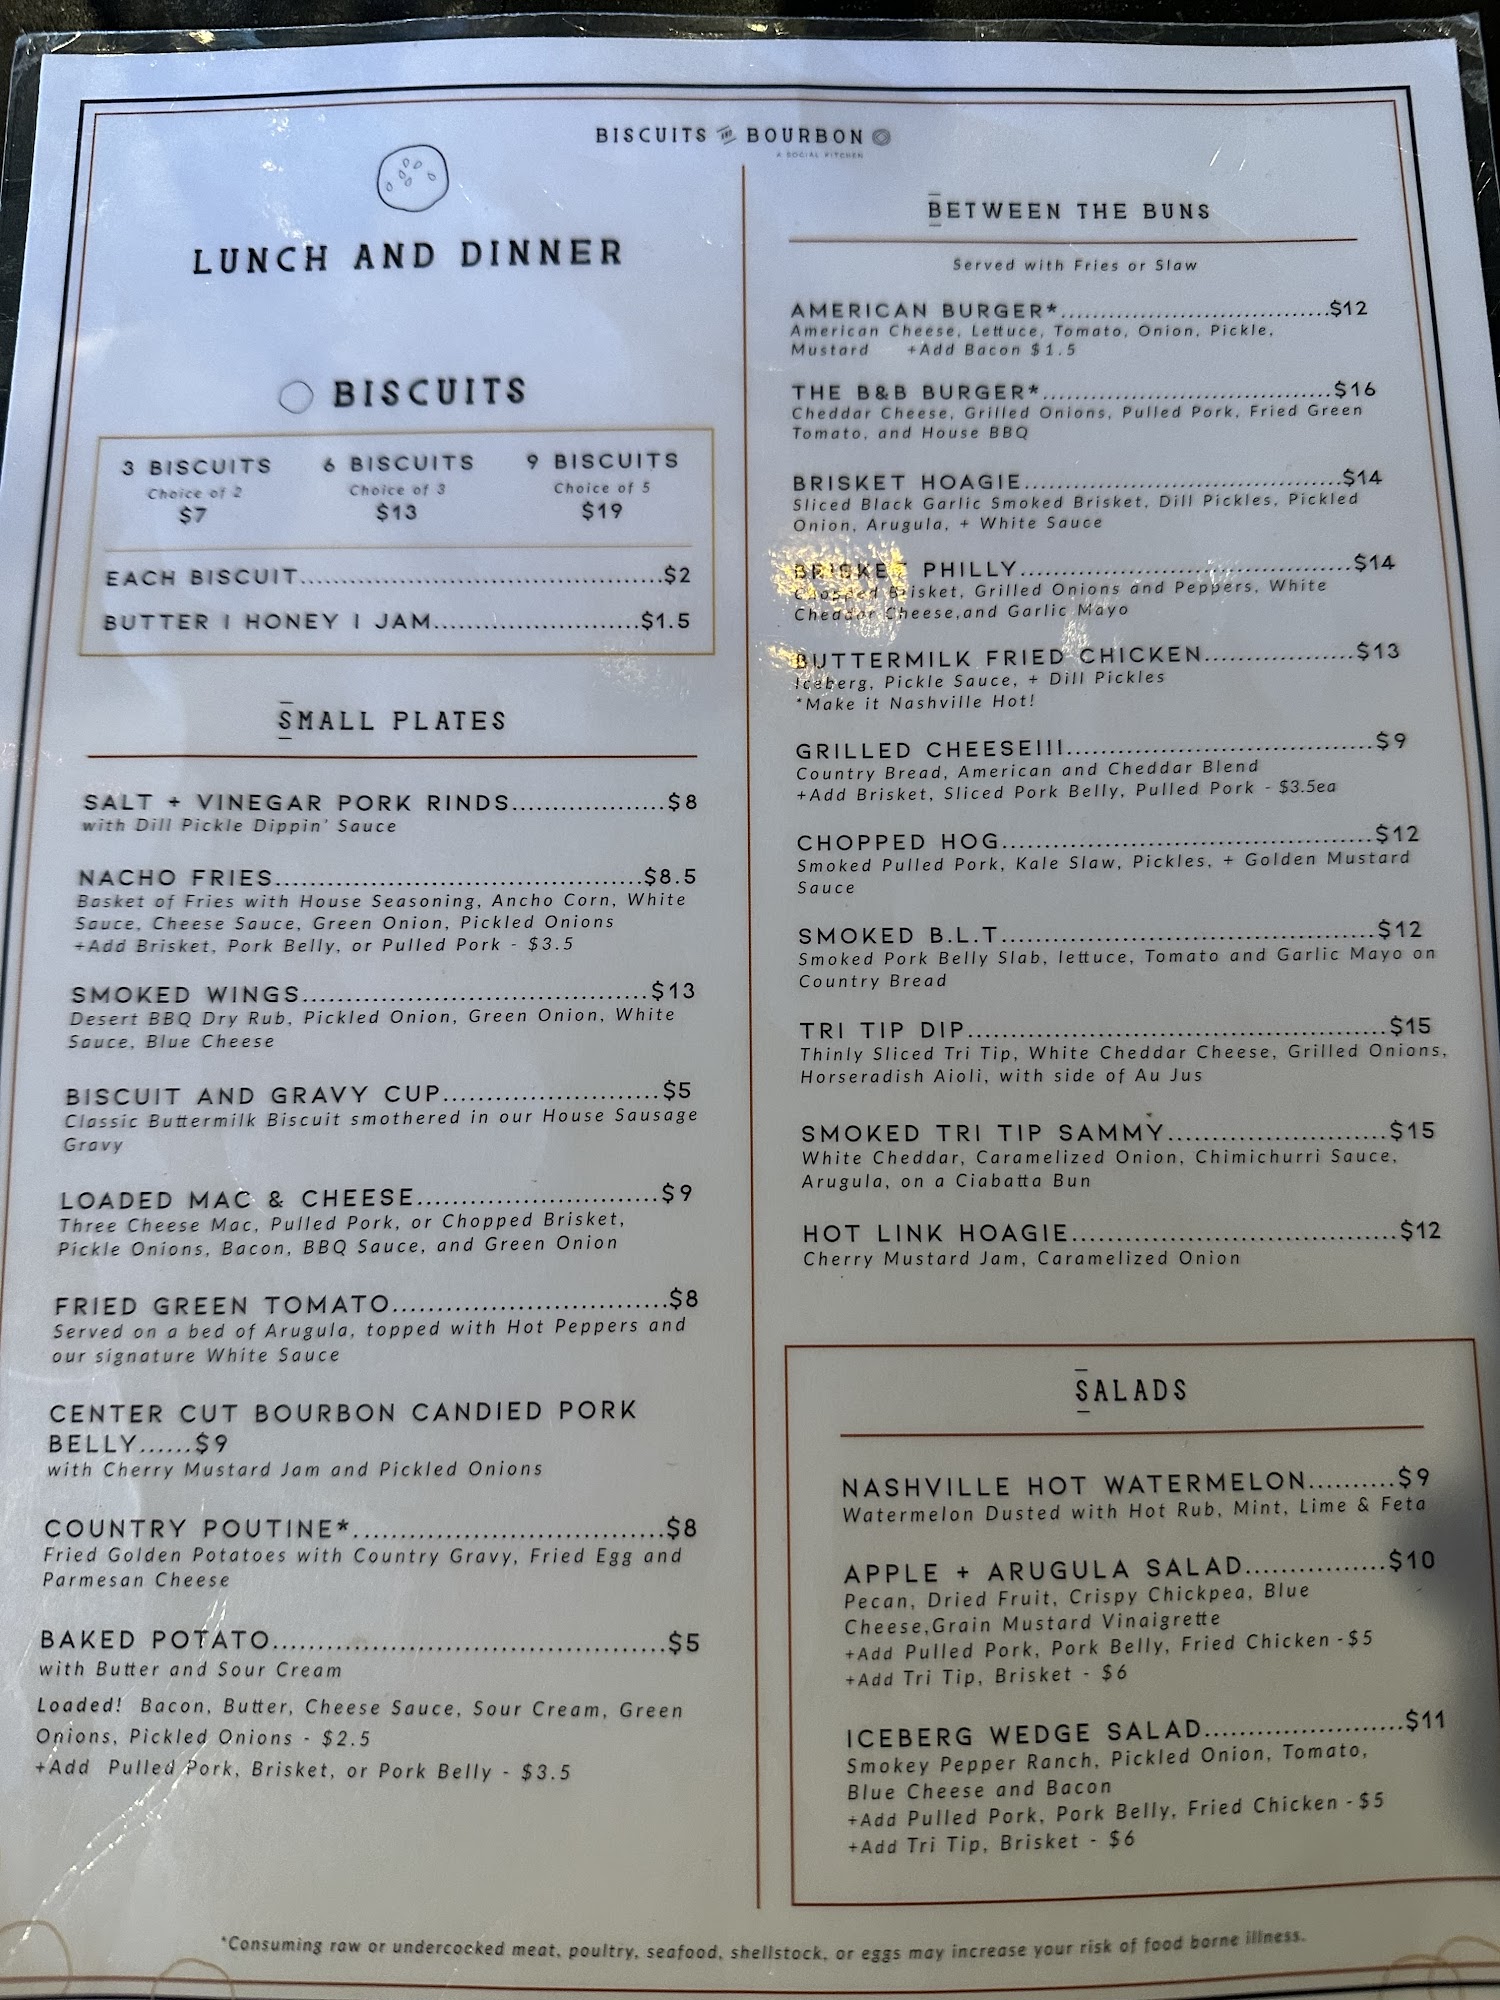 BISCUITS AND BOURBON
A SOCIAL KITCHEN
LUNCH AND DINNER
BISCUITS
3 BISCUITS 6 BISCUITS 9 BISCUITS
Choice of 2 Choice of 3 Choice of 5
$7 $13 $19
EACH BISCUIT.......................................$2
BUTTER | HONEY | JAM.........................$1.5
SMALL PLATES
SALT + VINEGAR PORK RINDS..................$8
with Dill Pickle Dippin' Sauce
NACHO FRIES..........................................$8.5
Basket of Fries with House Seasoning, Ancho Corn, White
Sauce, Cheese Sauce, Green Onion, Pickled Onions
+Add Brisket, Pork Belly, or Pulled Pork - $3.5
SMOKED WINGS.......................................$13
Desert BBQ Dry Rub, Pickled Onion, Green Onion, White
Sauce, Blue Cheese
BISCUIT AND GRAVY CUP.........................$5
Classic Buttermilk Biscuit smothered in our House Sausage
Gravy
LOADED MAC & CHEESE...........................$9
Three Cheese Mac, Pulled Pork, or Chopped Brisket,
Pickle Onions, Bacon, BBQ Sauce, and Green Onion
FRIED GREEN TOMATO..............................$8
Served on a bed of Arugula, topped with Hot Peppers and
our signature White Sauce
CENTER CUT BOURBON CANDIED PORK
BELLY......$9
with Cherry Mustard Jam and Pickled Onions
COUNTRY POUTINE*..................................$8
Fried Golden Potatoes with Country Gravy, Fried Egg and
Parmesan Cheese
BAKED POTATO..........................................$5
with Butter and Sour Cream
Loaded! Bacon, Butter, Cheese Sauce, Sour Cream, Green
Onions, Pickled Onions - $2.5
+Add Pulled Pork, Brisket, or Pork Belly - $3.5
BETWEEN THE BUNS
Served with Fries or Slaw
AMERICAN BURGER*..................................$12
American Cheese, Lettuce, Tomato, Onion, Pickle,
Mustard +Add Bacon $1.5
THE B&B BURGER*.....................................$16
Cheddar Cheese, Grilled Onions, Pulled Pork, Fried Green
Tomato, and House BBQ
BRISKET HOAGIE.......................................$14
Sliced Black Garlic Smoked Brisket, Dill Pickles, Pickled
Onion, Arugula, + White Sauce
BRISKET PHILLY.........................................$14
Chopped Brisket, Grilled Onions and Peppers, White
Cheddar Cheese,and Garlic Mayo
BUTTERMILK FRIED CHICKEN..................$13
Iceberg, Pickle Sauce, + Dill Pickles
*Make it Nashville Hot!
GRILLED CHEESE!!!.....................................$9
Country Bread, American and Cheddar Blend
+Add Brisket, Sliced Pork Belly, Pulled Pork - $3.5ea
CHOPPED HOG..........................................$12
Smoked Pulled Pork, Kale Slaw, Pickles, + Golden Mustard
Sauce
SMOKED B.L.T...........................................$12
Smoked Pork Belly Slab, lettuce, Tomato and Garlic Mayo on
Country Bread
TRI TIP DIP...............................................$15
Thinly Sliced Tri Tip, White Cheddar Cheese, Grilled Onions,
Horseradish Aioli, with side of Au Jus
SMOKED TRI TIP SAMMY..........................$15
White Cheddar, Caramelized Onion, Chimichurri Sauce,
Arugula, on a Ciabatta Bun
HOT LINK HOAGIE.....................................$12
Cherry Mustard Jam, Caramelized Onion
SALADS
NASHVILLE HOT WATERMELON..........$9
Watermelon Dusted with Hot Rub, Mint, Lime & Feta
APPLE + ARUGULA SALAD.................$10
Pecan, Dried Fruit, Crispy Chickpea, Blue
Cheese,Grain Mustard Vinaigrette
+Add Pulled Pork, Pork Belly, Fried Chicken -$5
+Add Tri Tip, Brisket - $6
ICEBERG WEDGE SALAD.......................$11
Smokey Pepper Ranch, Pickled Onion, Tomato,
Blue Cheese and Bacon
+Add Pulled Pork, Pork Belly, Fried Chicken -$5
+Add Tri Tip, Brisket - $6
*Consuming raw or undercooked meat, poultry, seafood, shellstock, or eggs may increase your risk of food borne illness.